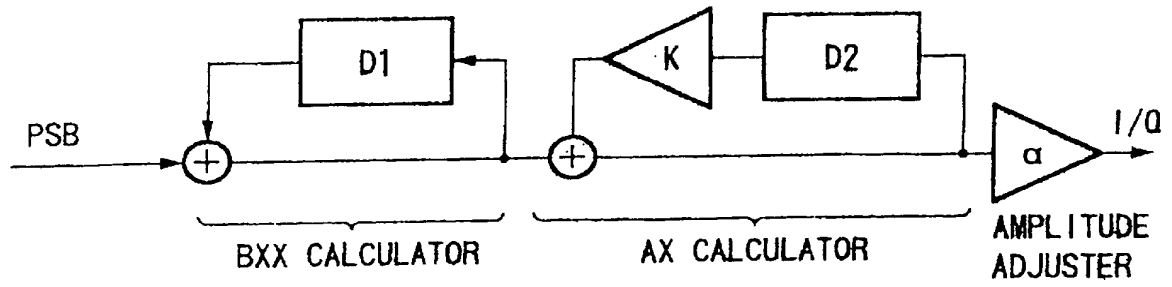 D1
K
D2
PSB
+
+
α
I/Q
BXX CALCULATOR
AX CALCULATOR
AMPLITUDE
ADJUSTER